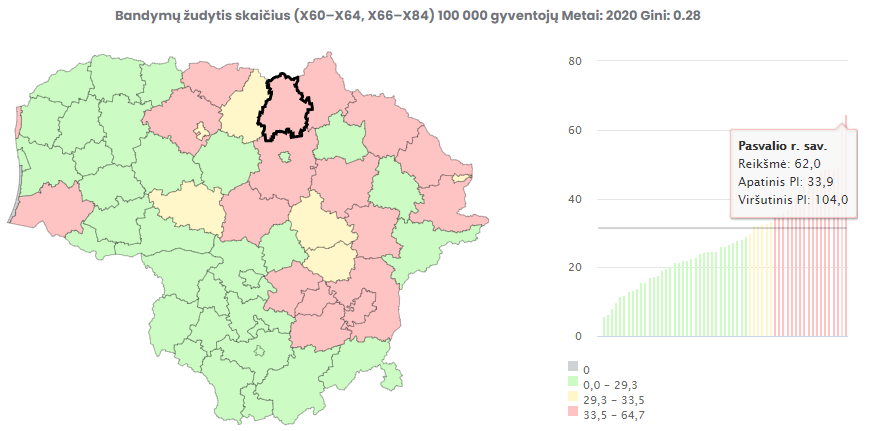 Bandymų žudytis skaičius (X60–X64, X66–X84) 100 000 gyventojų Metai: 2020 Gini: 0.28
80
60
40
20
0
Pasvalio r. sav.
Reikšmė: 62,0
Apatinis PI: 33,9
Viršutinis PI: 104,0
0
0,0 – 29,3
29,3 – 33,5
33,5 – 64,7